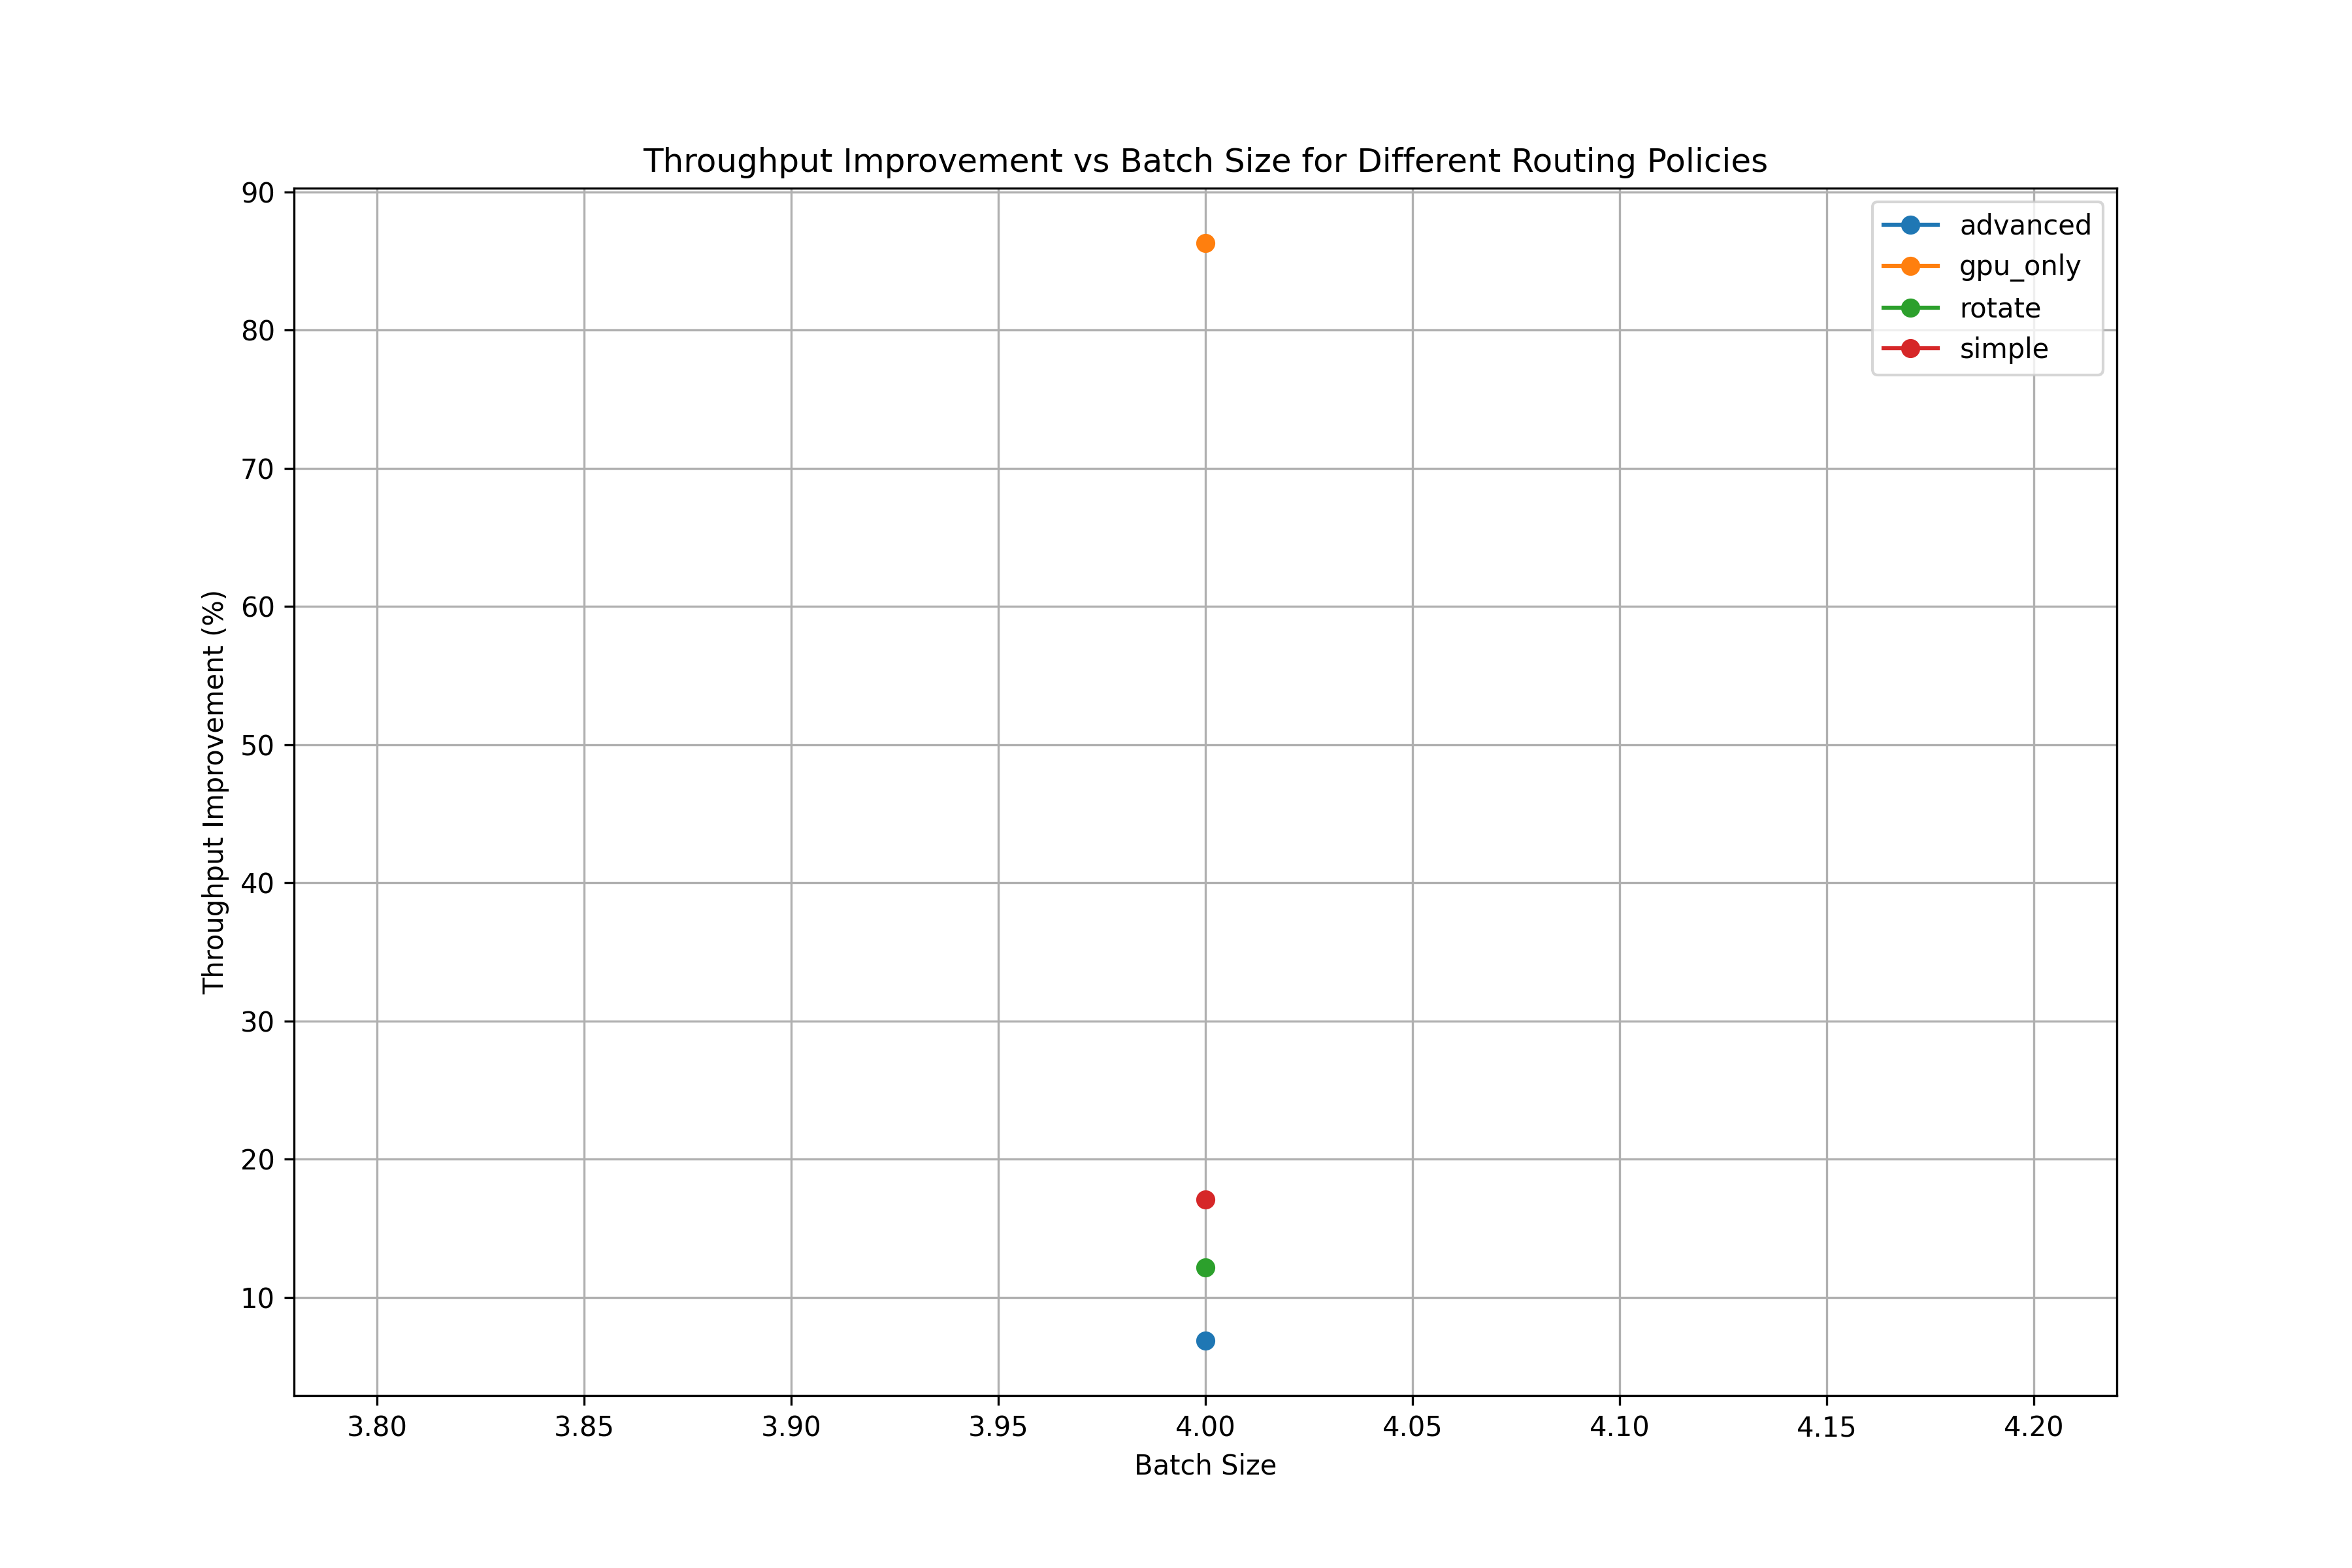 Throughput Improvement vs Batch Size for Different Routing Policies
90
80
70
60
50
40
30
20
10
Throughput Improvement (%)
advanced
gpu_only
rotate
simple
3.80 3.85 3.90 3.95 4.00 4.05 4.10 4.15 4.20
Batch Size